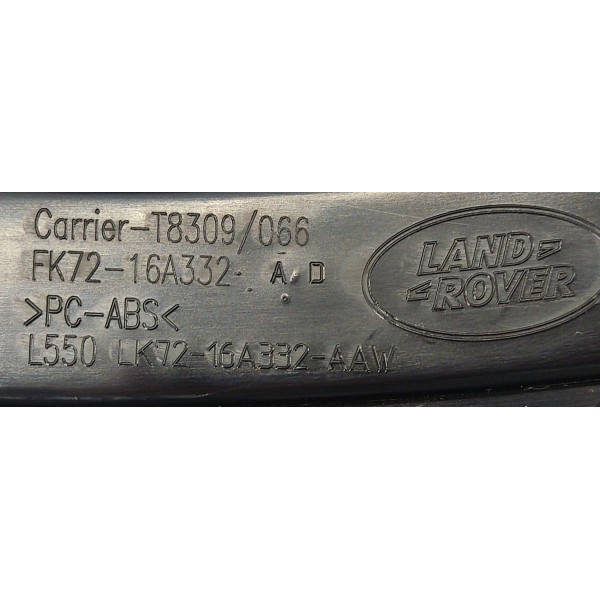 Carrier-T8309/066
FK72-16A332- A D
>PC-ABS<
L550 LK72-16A332-AAW
LAND
ROVER